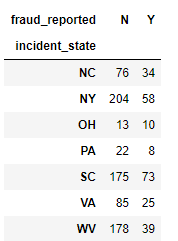 fraud_reported N Y
incident_state
NC 76 34
NY 204 58
OH 13 10
PA 22 8
SC 175 73
VA 85 25
WV 178 39